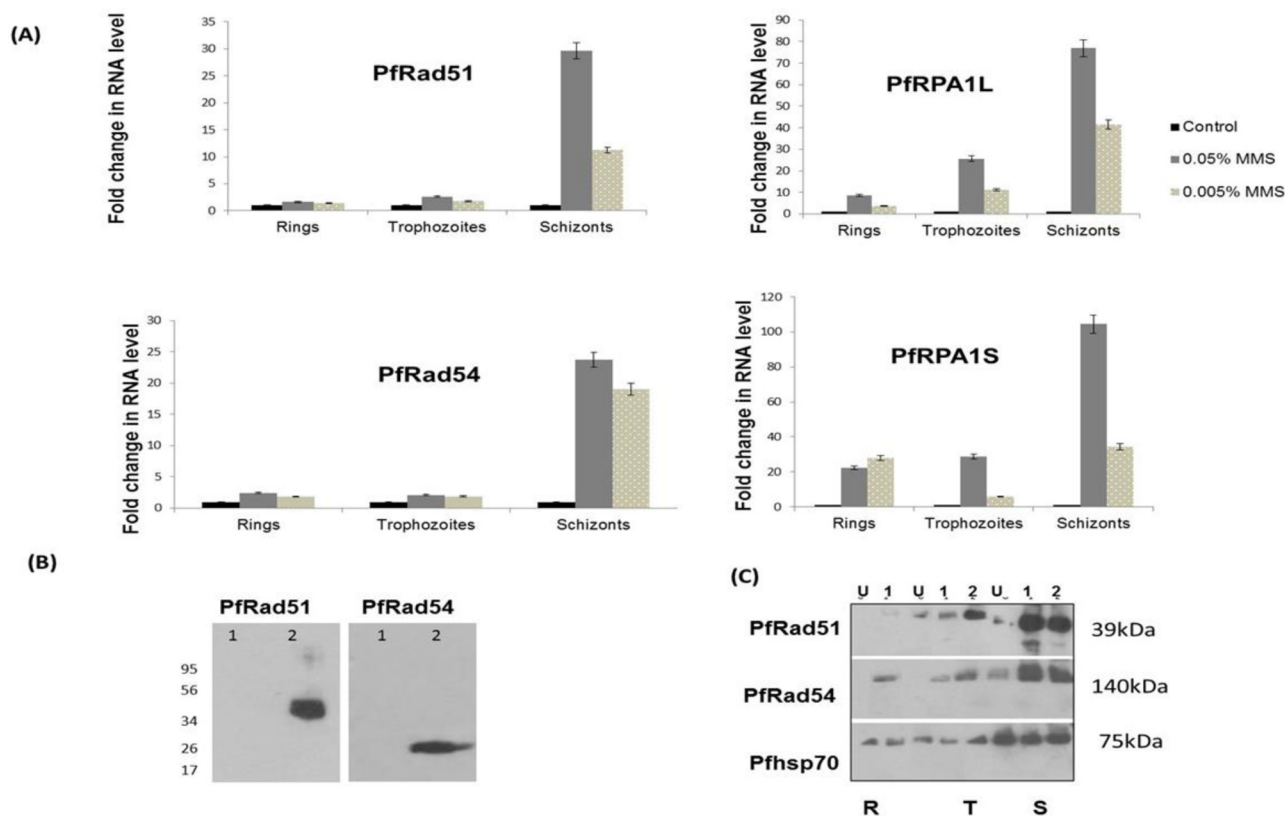 (A)
Fold change in RNA level
35
30
25
20
15
10
5
0
PfRad51
Rings Trophozoites Schizonts
Fold change in RNA level
90
80
70
60
50
40
30
20
10
0
PfRPA1L
Rings Trophozoites Schizonts
Control
0.05% MMS
0.005% MMS
Fold change in RNA level
30
25
20
15
10
5
0
PfRad54
Rings Trophozoites Schizonts
Fold change in RNA level
120
100
80
60
40
20
0
PfRPA1S
Rings Trophozoites Schizonts
(B)
PfRad51 PfRad54
1 2 1 2
95
56
34
26
17
(C)
U 1 U 1 2 U 1 2
PfRad51 39kDa
PfRad54 140kDa
Pfhsp70 75kDa
R T S